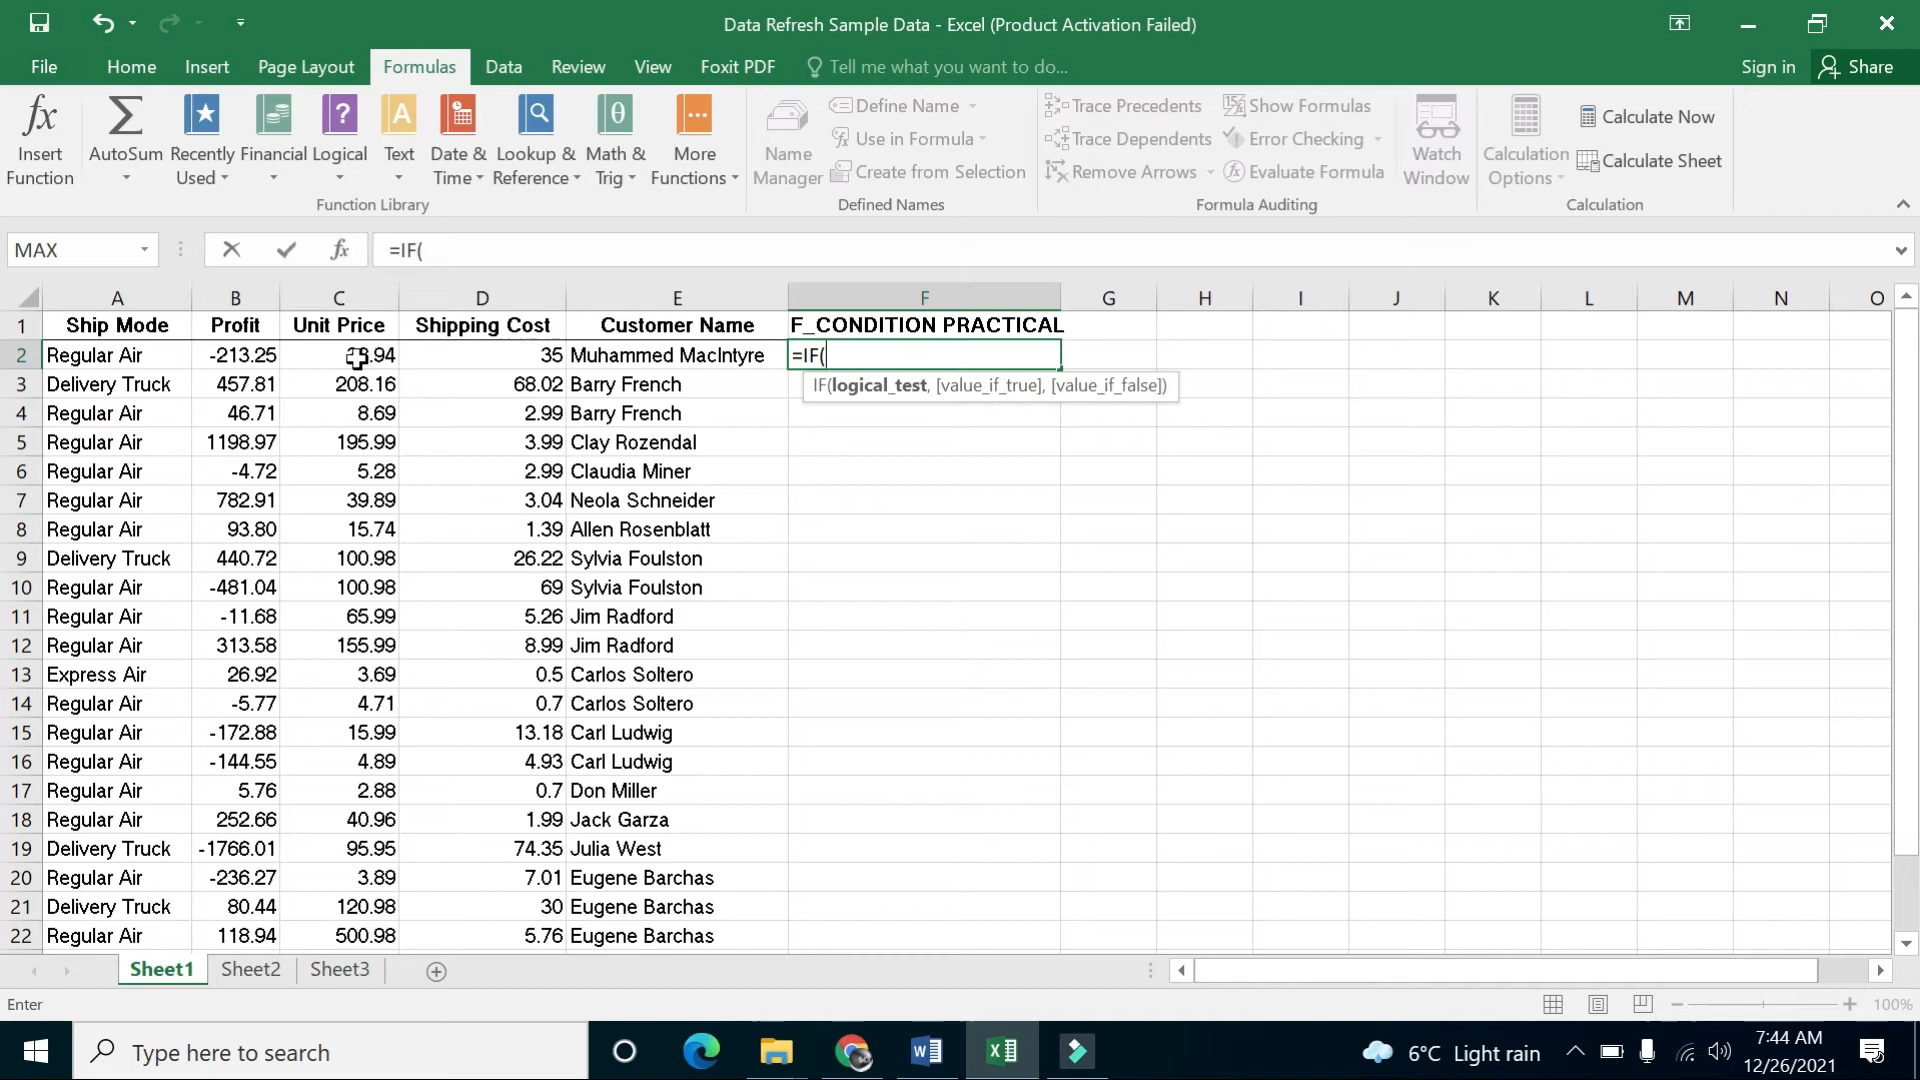 Data Refresh Sample Data - Excel (Product Activation Failed)
File Home Insert Page Layout Formulas Data Review View Foxit PDF Tell me what you want to do... Sign in Share
Insert Function AutoSum Recently Used Financial Logical Text Date & Time Lookup & Reference Math & Trig More Functions
Function Library
Name Manager Define Name Use in Formula Create from Selection
Defined Names
Trace Precedents Show Formulas
Trace Dependents Error Checking
Remove Arrows Evaluate Formula
Watch Window
Formula Auditing
Calculation Options Calculate Now Calculate Sheet
Calculation
MAX fx =IF(
A B C D E F G H I J K L M N O
1 Ship Mode Profit Unit Price Shipping Cost Customer Name F_CONDITION PRACTICAL
2 Regular Air -213.25 .94 35 Muhammed MacIntyre =IF(
IF(logical_test, [value_if_true], [value_if_false])
3 Delivery Truck 457.81 208.16 68.02 Barry French
4 Regular Air 46.71 8.69 2.99 Barry French
5 Regular Air 1198.97 195.99 3.99 Clay Rozendal
6 Regular Air -4.72 5.28 2.99 Claudia Miner
7 Regular Air 782.91 39.89 3.04 Neola Schneider
8 Regular Air 93.80 15.74 1.39 Allen Rosenblatt
9 Delivery Truck 440.72 100.98 26.22 Sylvia Foulston
10 Regular Air -481.04 100.98 69 Sylvia Foulston
11 Regular Air -11.68 65.99 5.26 Jim Radford
12 Regular Air 313.58 155.99 8.99 Jim Radford
13 Express Air 26.92 3.69 0.5 Carlos Soltero
14 Regular Air -5.77 4.71 0.7 Carlos Soltero
15 Regular Air -172.88 15.99 13.18 Carl Ludwig
16 Regular Air -144.55 4.89 4.93 Carl Ludwig
17 Regular Air 5.76 2.88 0.7 Don Miller
18 Regular Air 252.66 40.96 1.99 Jack Garza
19 Delivery Truck -1766.01 95.95 74.35 Julia West
20 Regular Air -236.27 3.89 7.01 Eugene Barchas
21 Delivery Truck 80.44 120.98 30 Eugene Barchas
22 Regular Air 118.94 500.98 5.76 Eugene Barchas
Sheet1 Sheet2 Sheet3
Enter 100%
Type here to search 6°C Light rain 7:44 AM
12/26/2021